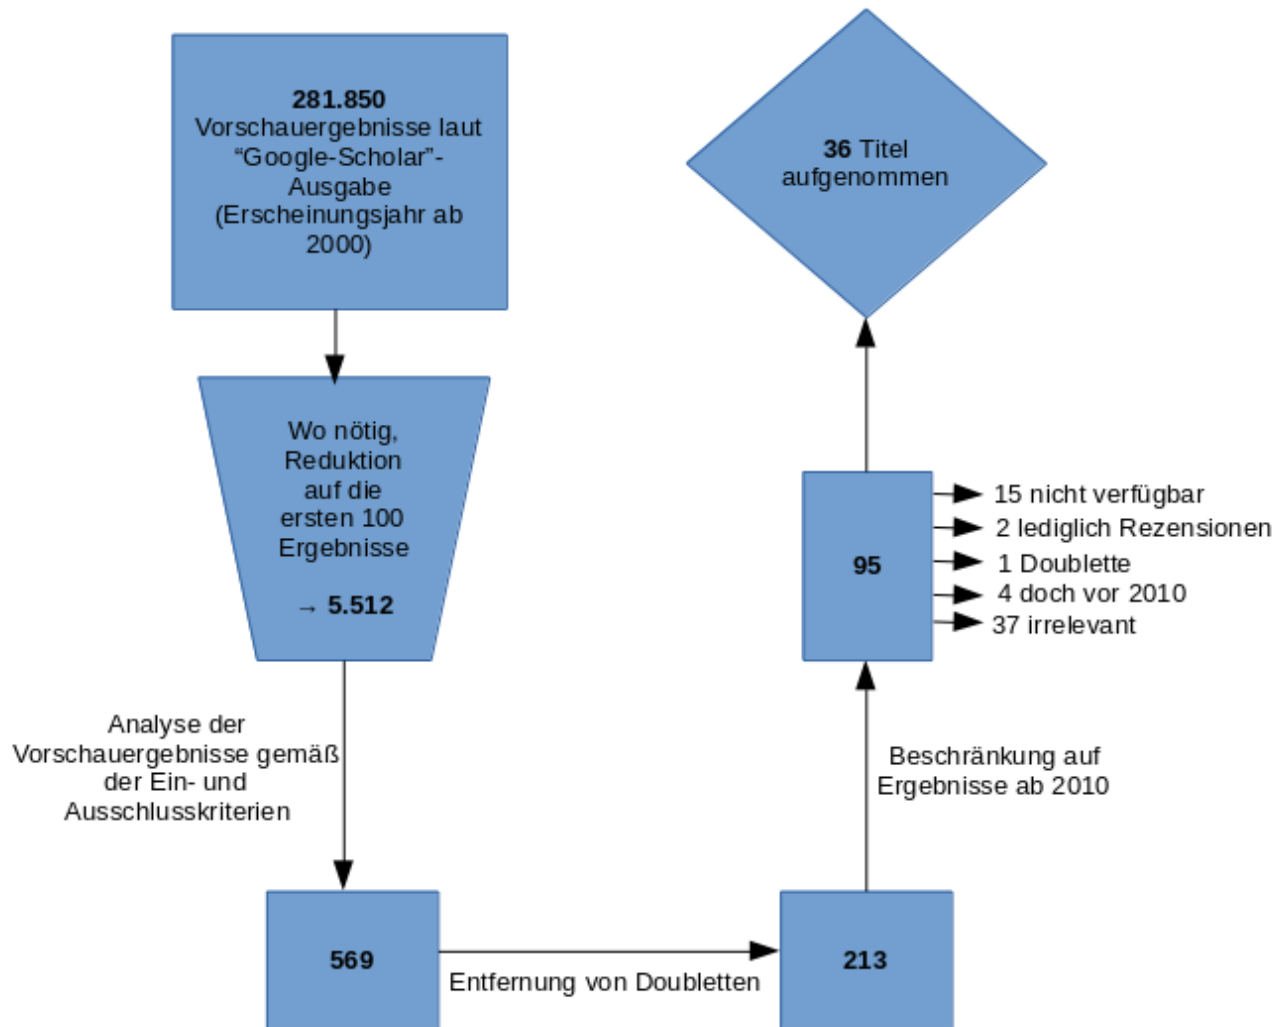 281.850
Vorschauergebnisse laut
“Google-Scholar”-
Ausgabe
(Erscheinungsjahr ab
2000)
Wo nötig,
Reduktion
auf die
ersten 100
Ergebnisse
→ 5.512
Analyse der
Vorschauergebnisse gemäß
der Ein- und
Ausschlusskriterien
569
Entfernung von Doubletten
213
Beschränkung auf
Ergebnisse ab 2010
95
15 nicht verfügbar
2 lediglich Rezensionen
1 Doublette
4 doch vor 2010
37 irrelevant
36 Titel
aufgenommen